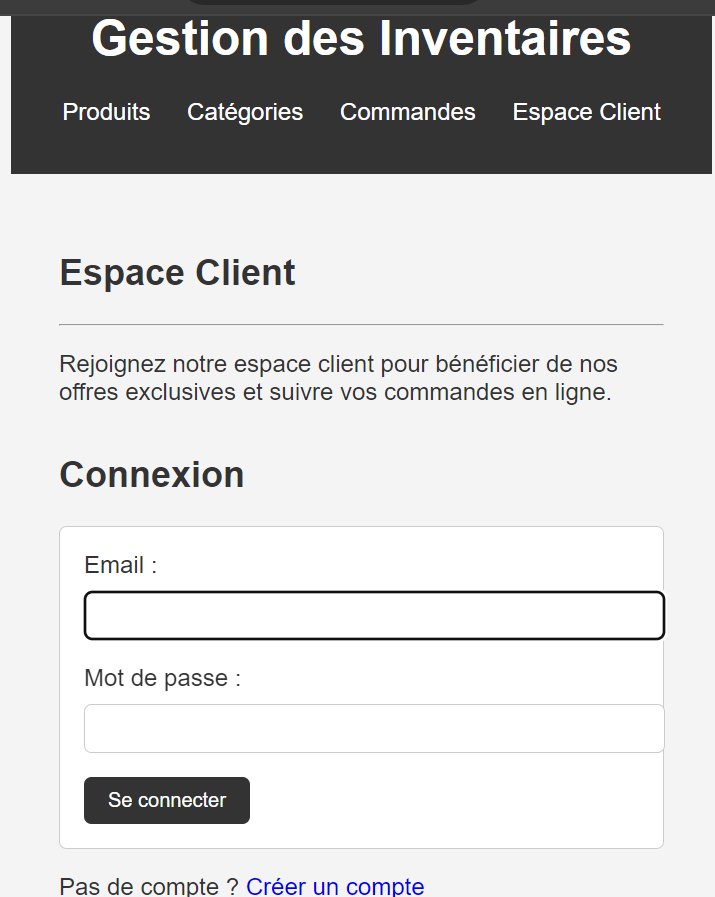 Gestion des Inventaires
Produits Catégories Commandes Espace Client
Espace Client
Rejoignez notre espace client pour bénéficier de nos
offres exclusives et suivre vos commandes en ligne.
Connexion
Email :
Mot de passe :
Se connecter
Pas de compte ? Créer un compte